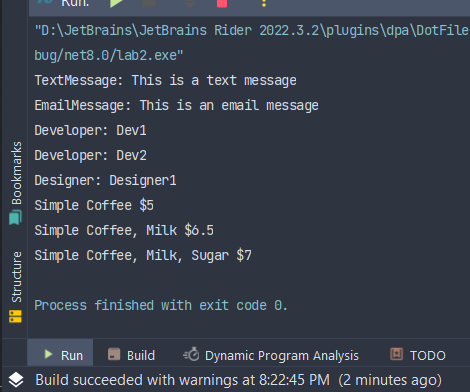 Run:
"D:\JetBrains\JetBrains Rider 2022.3.2\plugins\dpa\DotFile
bug/net8.0/lab2.exe"
TextMessage: This is a text message
EmailMessage: This is an email message
Developer: Dev1
Developer: Dev2
Designer: Designer1
Simple Coffee $5
Simple Coffee, Milk $6.5
Simple Coffee, Milk, Sugar $7
Process finished with exit code 0.
Bookmarks
Structure
Run Build Dynamic Program Analysis TODO
Build succeeded with warnings at 8:22:45 PM (2 minutes ago)